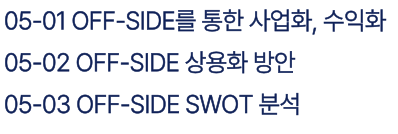 05-01 OFF-SIDE를 통한 사업화, 수익화
05-02 OFF-SIDE 상용화 방안
05-03 OFF-SIDE SWOT 분석